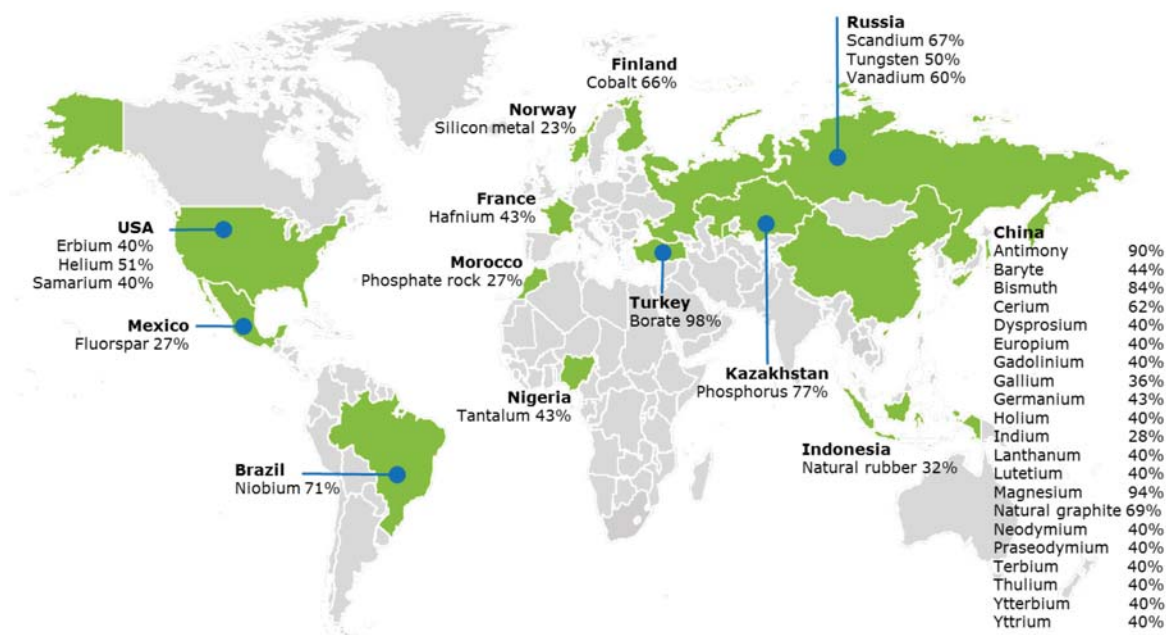 Russia
Scandium 67%
Tungsten 50%
Vanadium 60%
Finland
Cobalt 66%
Norway
Silicon metal 23%
France
Hafnium 43%
USA
Erbium 40%
Helium 51%
Samarium 40%
Morocco
Phosphate rock 27%
Turkey
Borate 98%
Mexico
Fluorspar 27%
Kazakhstan
Phosphorus 77%
Nigeria
Tantalum 43%
Brazil
Niobium 71%
Indonesia
Natural rubber 32%
China
Antimony 90%
Baryte 44%
Bismuth 84%
Cerium 62%
Dysprosium 40%
Europium 40%
Gadolinium 40%
Gallium 36%
Germanium 43%
Holium 40%
Indium 28%
Lanthanum 40%
Lutetium 40%
Magnesium 94%
Natural graphite 69%
Neodymium 40%
Praseodymium 40%
Terbium 40%
Thulium 40%
Ytterbium 40%
Yttrium 40%